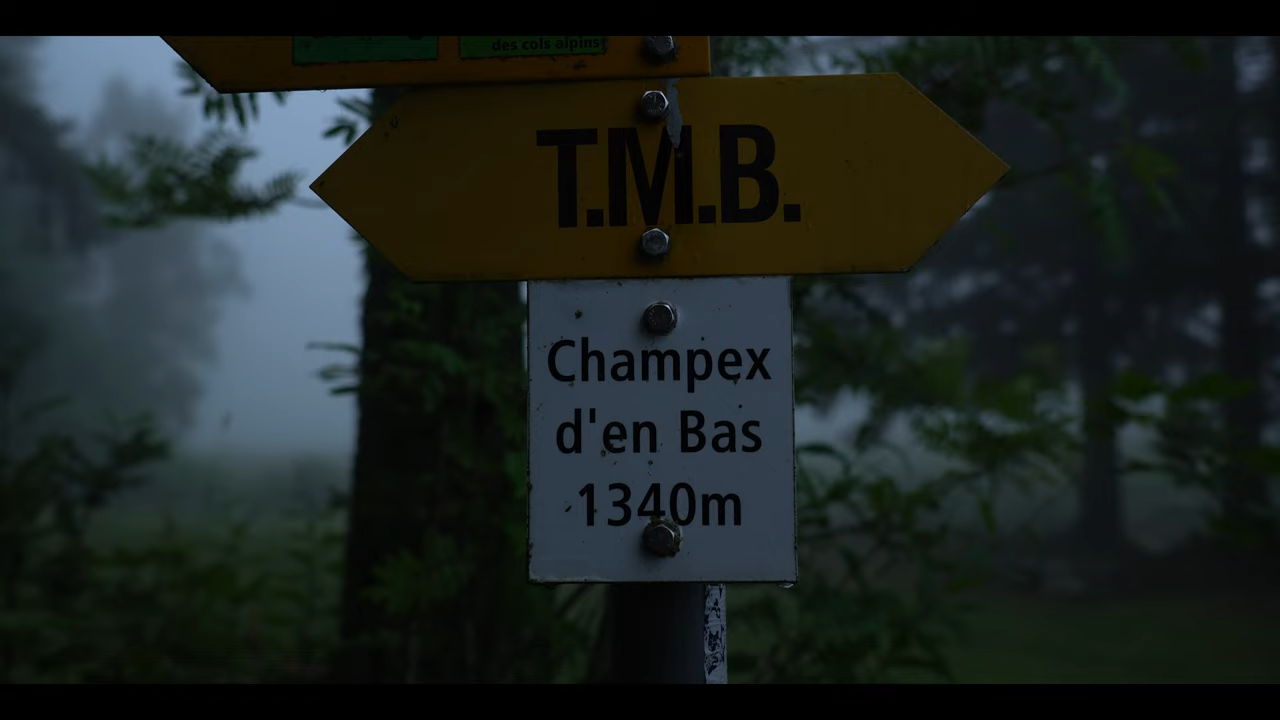 des cols alpins
T.M.B.
Champex
d'en Bas
1340m